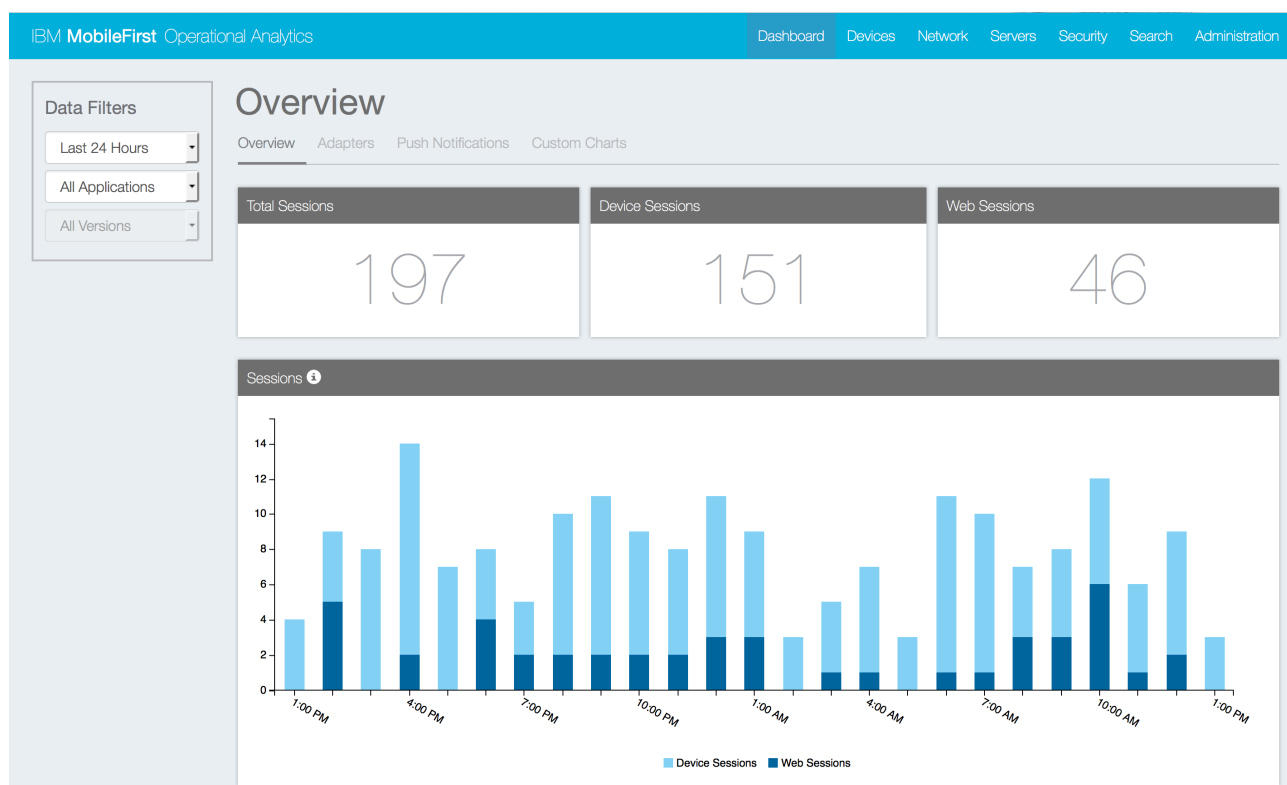 IBM MobileFirst Operational Analytics
Dashboard Devices Network Servers Security Search Administration
Data Filters
Last 24 Hours
All Applications
All Versions
Overview
Overview Adapters Push Notifications Custom Charts
Total Sessions
197
Device Sessions
151
Web Sessions
46
Sessions
14
12
10
8
6
4
2
0
1:00 PM 4:00 PM 7:00 PM 10:00 PM 1:00 AM 4:00 AM 7:00 AM 10:00 AM 1:00 PM
Device Sessions Web Sessions